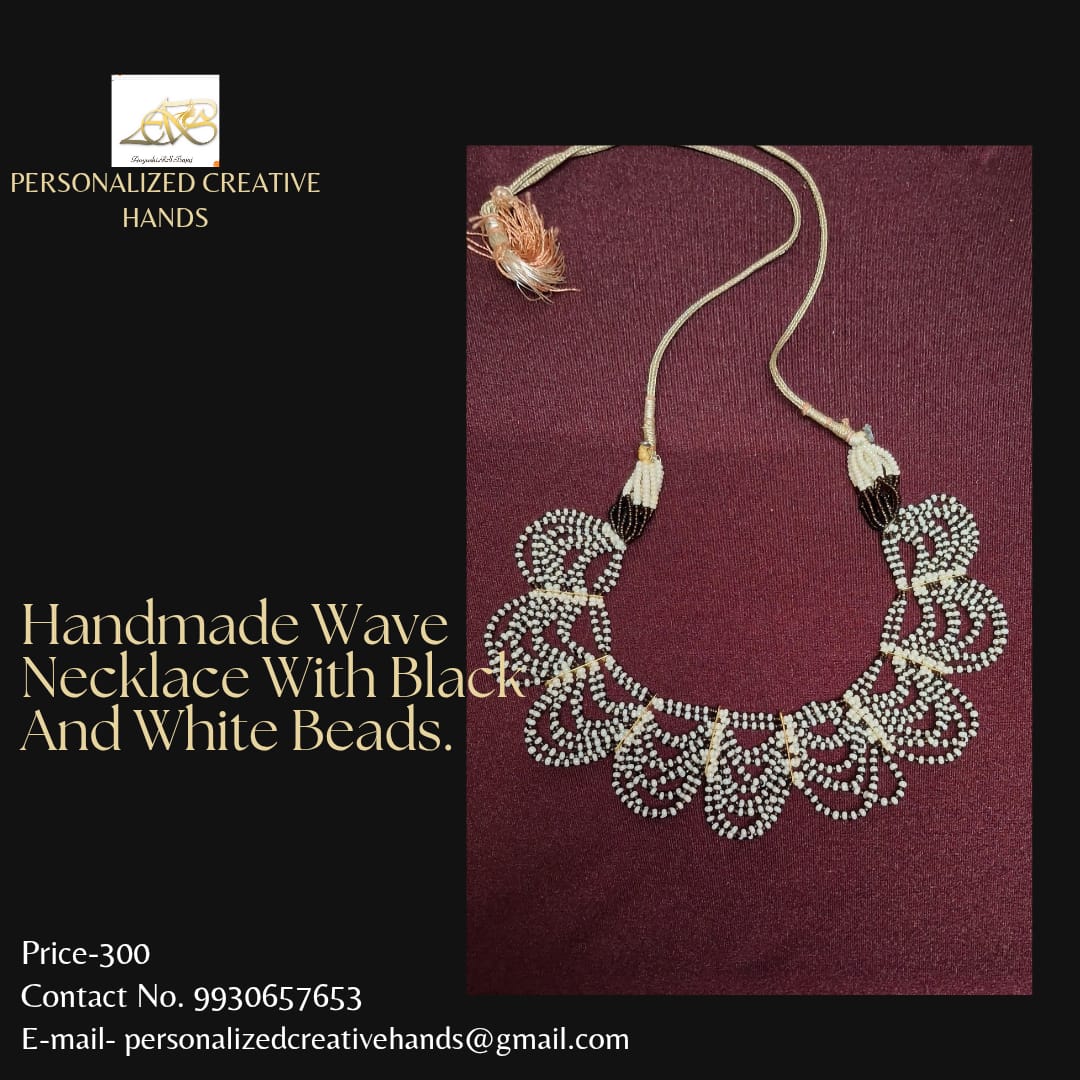 PERSONALIZED CREATIVE
HANDS
Handmade Wave
Necklace With Black
And White Beads.
Price-300
Contact No. 9930657653
E-mail- personalizedcreativehands@gmail.com